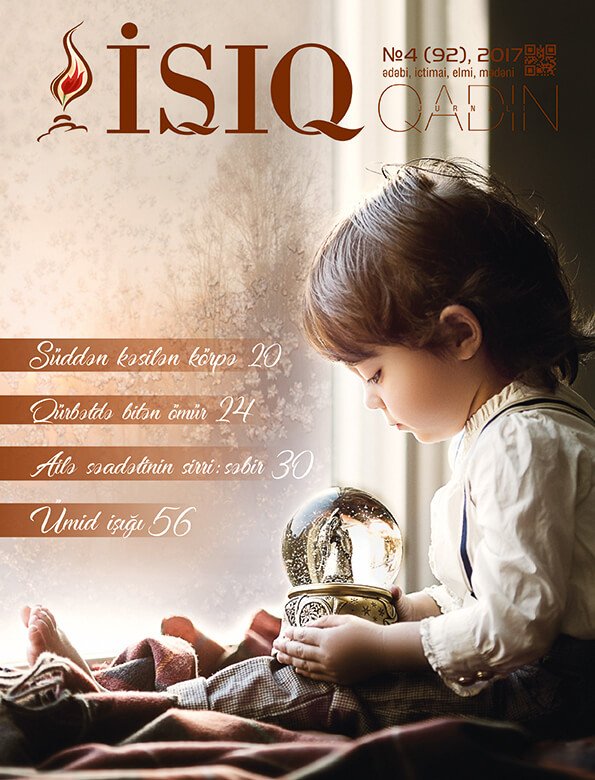 İŞIQ
№4 (92), 2017
ədəbi, ictimai, elmi, mədəni
QADIN
JURNALI
Süddən kəsilən körpə 20
Qürbətdə bitən ömür 24
Ailə səadətinin sirri: səbir 30
Ümid işığı 56